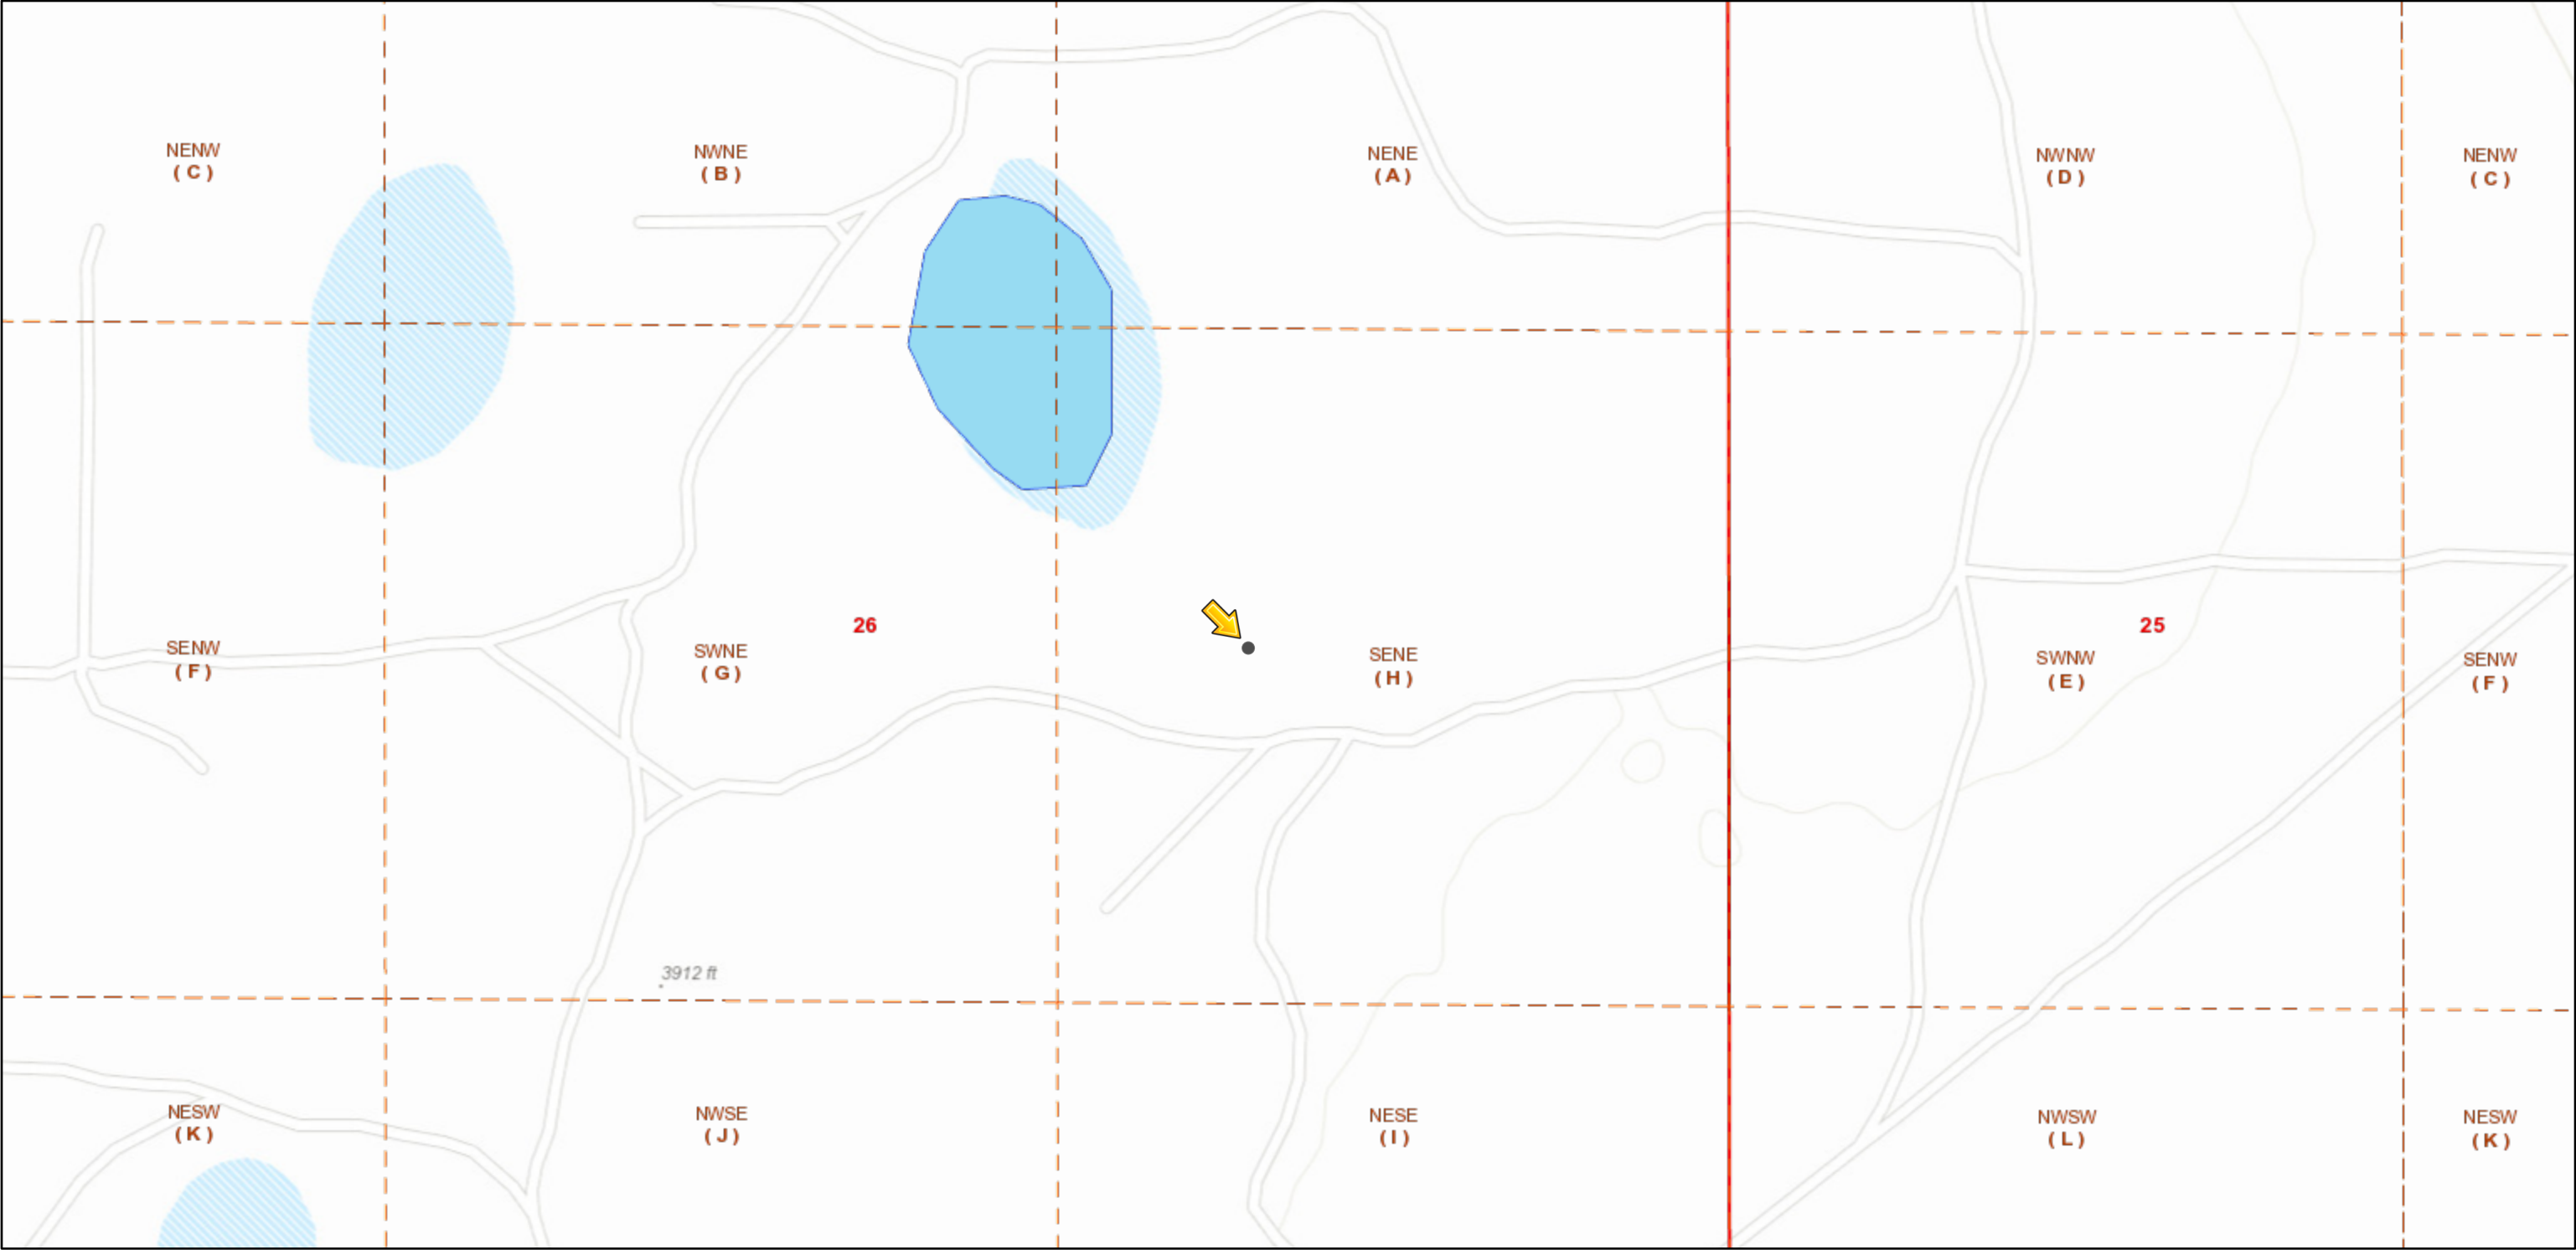 NENW
( C )
NWNE
( B )
NENE
( A )
NWNW
( D )
NENW
( C )
26
25
SENW
( F )
SWNE
( G )
SENE
( H )
SWNW
( E )
SENW
( F )
3912 ft
NESW
( K )
NWSE
( J )
NESE
( I )
NWSW
( L )
NESW
( K )